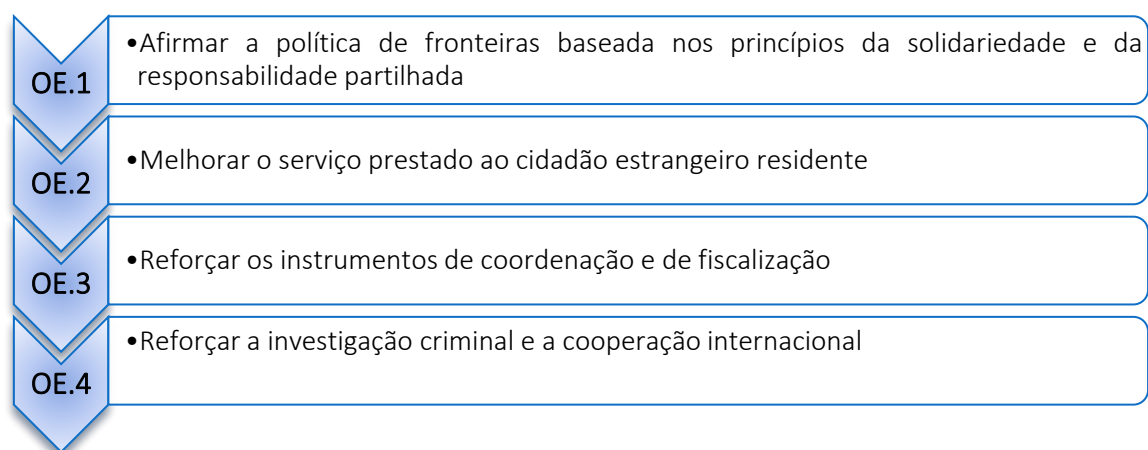 OE.1
•Afirmar a política de fronteiras baseada nos princípios da solidariedade e da
responsabilidade partilhada
OE.2
•Melhorar o serviço prestado ao cidadão estrangeiro residente
OE.3
•Reforçar os instrumentos de coordenação e de fiscalização
OE.4
•Reforçar a investigação criminal e a cooperação internacional